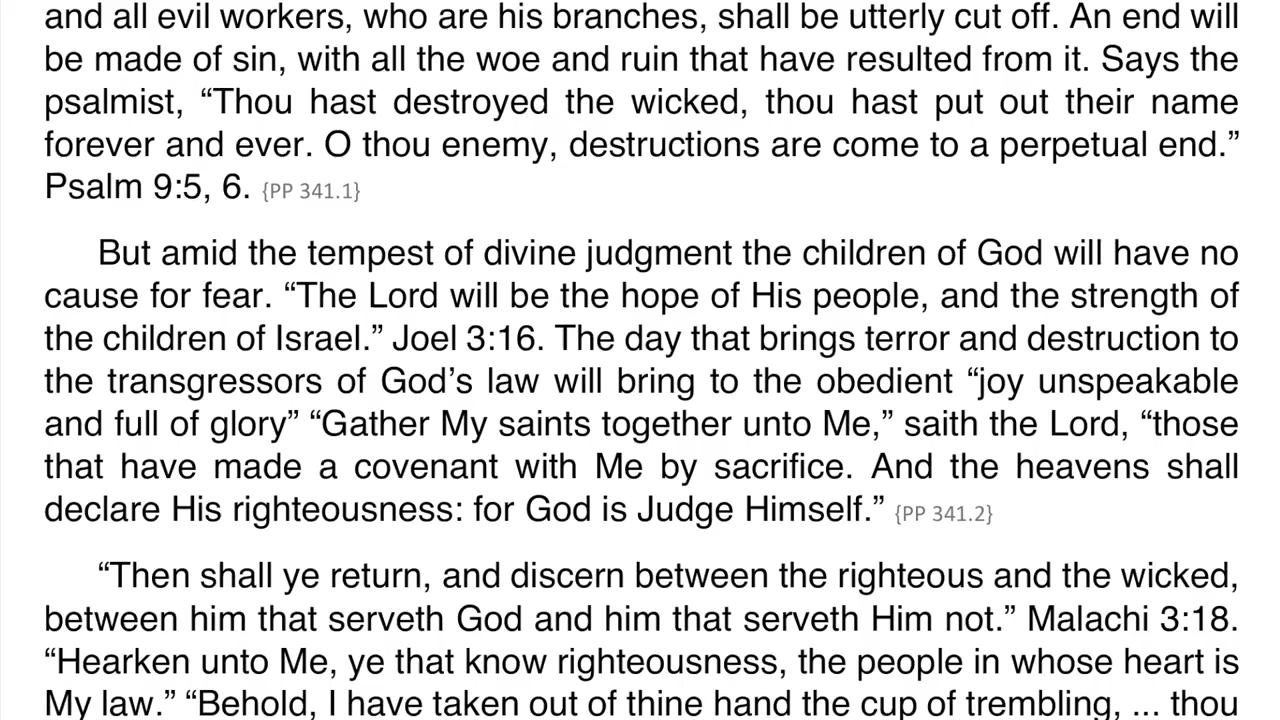 and all evil workers, who are his branches, shall be utterly cut off. An end will
be made of sin, with all the woe and ruin that have resulted from it. Says the
psalmist, “Thou hast destroyed the wicked, thou hast put out their name
forever and ever. O thou enemy, destructions are come to a perpetual end.”
Psalm 9:5, 6. {PP 341.1}
But amid the tempest of divine judgment the children of God will have no
cause for fear. “The Lord will be the hope of His people, and the strength of
the children of Israel.” Joel 3:16. The day that brings terror and destruction to
the transgressors of God’s law will bring to the obedient “joy unspeakable
and full of glory” “Gather My saints together unto Me,” saith the Lord, “those
that have made a covenant with Me by sacrifice. And the heavens shall
declare His righteousness: for God is Judge Himself.” {PP 341.2}
“Then shall ye return, and discern between the righteous and the wicked,
between him that serveth God and him that serveth Him not.” Malachi 3:18.
“Hearken unto Me, ye that know righteousness, the people in whose heart is
My law.” “Behold, I have taken out of thine hand the cup of trembling, ... thou